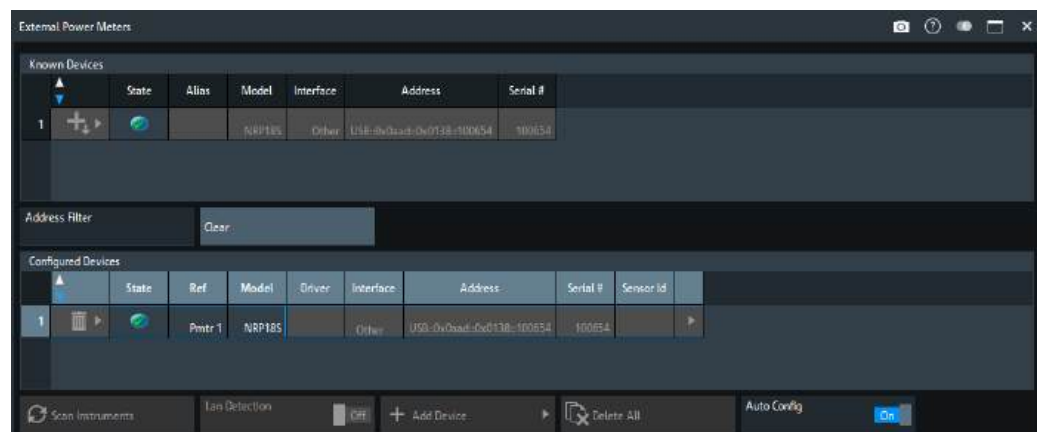 External Power Meters
Known Devices
State Alias Model Interface Address Serial #
1 NRP18S Other USB::0x0aad::0x0138::100654 100654
Address Filter Clear
Configured Devices
State Ref Model Driver Interface Address Serial # Sensor Id
1 Pmtr 1 NRP18S Other USB::0x0aad::0x0138::100654 100654
Scan Instruments Lan Detection Off Add Device Delete All Auto Config On